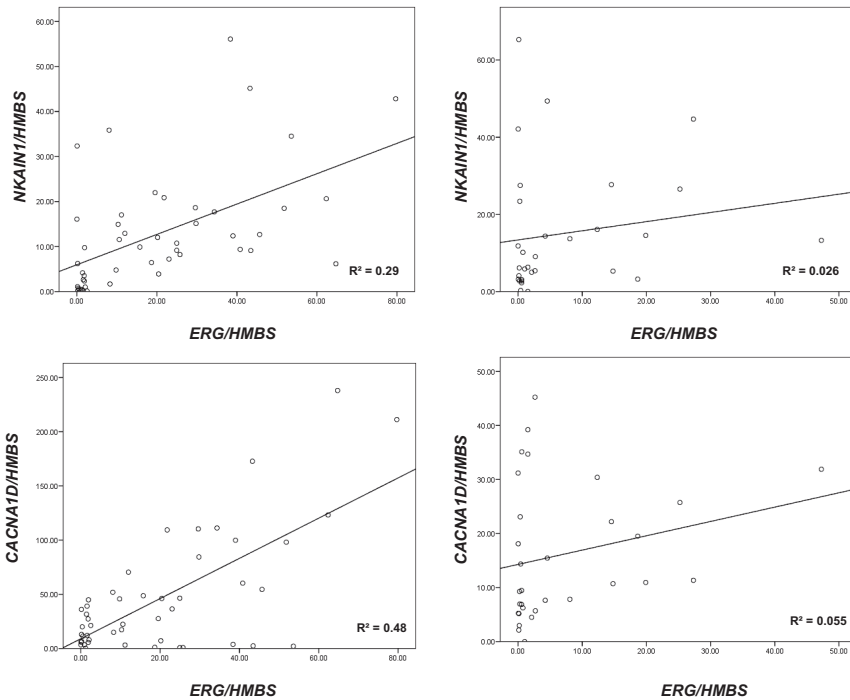 60.00
50.00
40.00
30.00
20.00
10.00
0.00
NKAIN1/HMBS
R² = 0.29
0.00 20.00 40.00 60.00 80.00
ERG/HMBS
60.00
40.00
20.00
0.00
NKAIN1/HMBS
R² = 0.026
0.00 10.00 20.00 30.00 40.00 50.00
ERG/HMBS
250.00
200.00
150.00
100.00
50.00
0.00
CACNA1D/HMBS
R² = 0.48
0.00 20.00 40.00 60.00 80.00
ERG/HMBS
50.00
40.00
30.00
20.00
10.00
0.00
CACNA1D/HMBS
R² = 0.055
0.00 10.00 20.00 30.00 40.00 50.00
ERG/HMBS